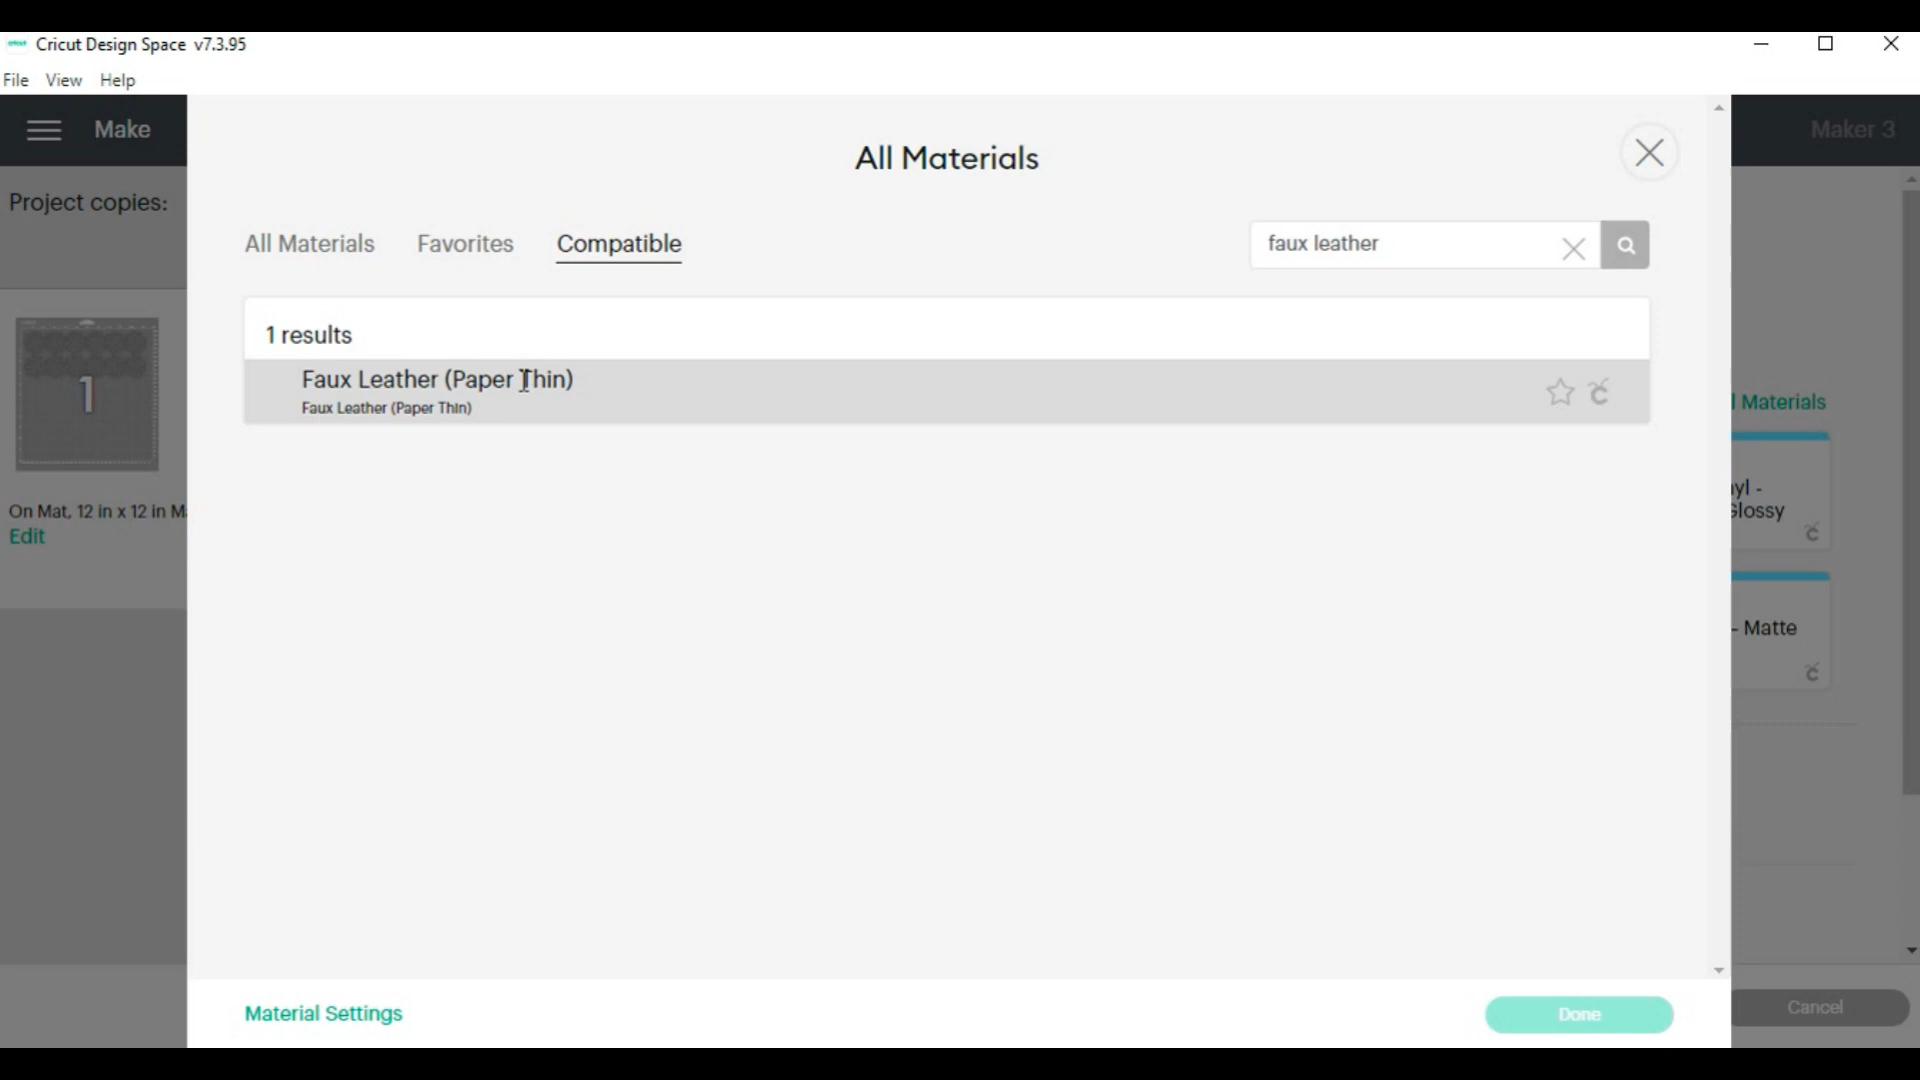 Cricut Design Space v7.3.95
File View Help
Make
Maker 3
All Materials
Project copies:
All Materials Favorites Compatible
faux leather
1 results
Faux Leather (Paper Thin)
Faux Leather (Paper Thin)
1
Materials
yl -
Glossy
- Matte
On Mat, 12 in x 12 in M
Edit
Material Settings
Done
Cancel